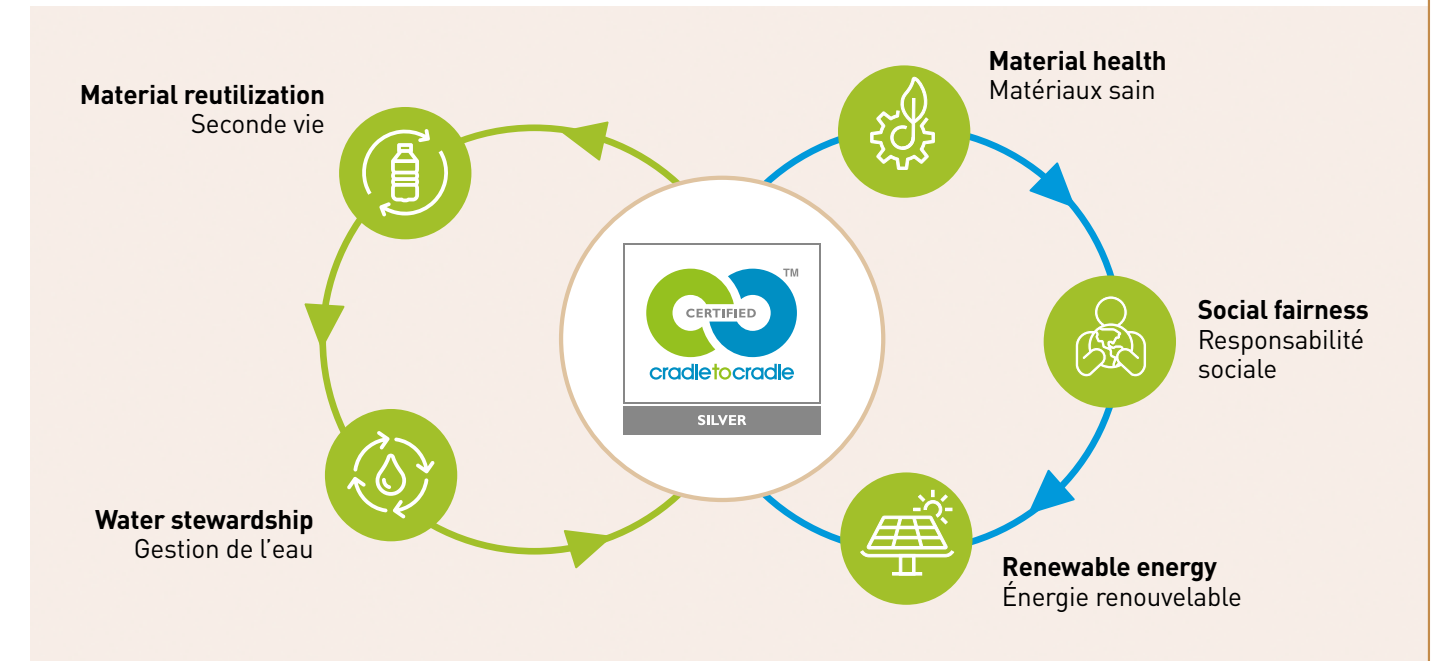 Material health
Matériaux sain
Material reutilization
Seconde vie
TM
CERTIFIED
cradletocradle
SILVER
Social fairness
Responsabilité
sociale
Water stewardship
Gestion de l’eau
Renewable energy
Énergie renouvelable